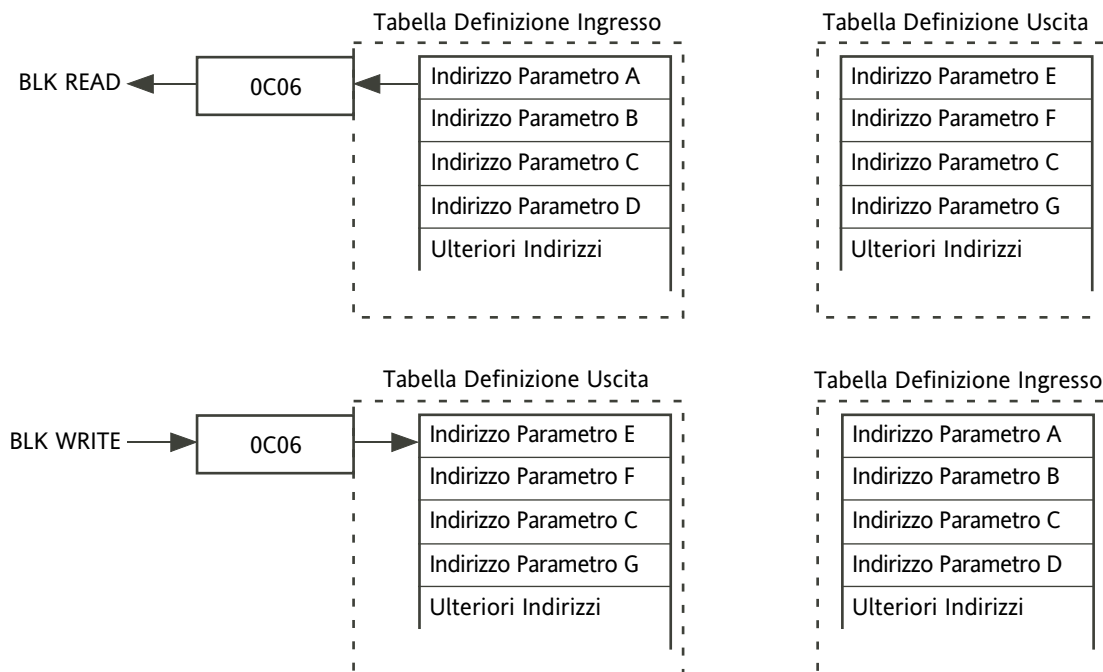 Tabella Definizione Ingresso
BLK READ
0C06
Indirizzo Parametro A
Indirizzo Parametro B
Indirizzo Parametro C
Indirizzo Parametro D
Ulteriori Indirizzi
Tabella Definizione Uscita
Indirizzo Parametro E
Indirizzo Parametro F
Indirizzo Parametro C
Indirizzo Parametro G
Ulteriori Indirizzi
Tabella Definizione Uscita
BLK WRITE
0C06
Indirizzo Parametro E
Indirizzo Parametro F
Indirizzo Parametro C
Indirizzo Parametro G
Ulteriori Indirizzi
Tabella Definizione Ingresso
Indirizzo Parametro A
Indirizzo Parametro B
Indirizzo Parametro C
Indirizzo Parametro D
Ulteriori Indirizzi